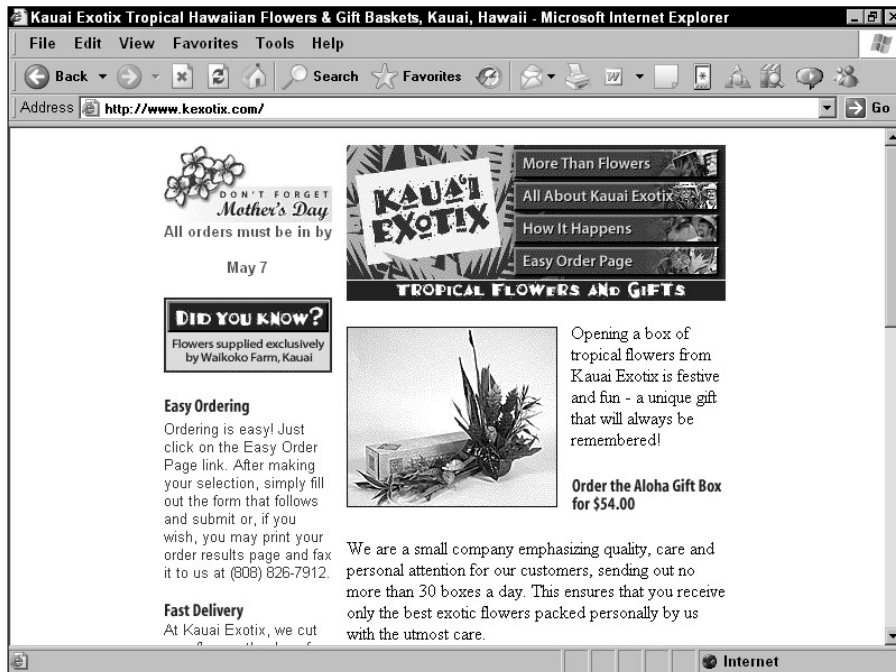 Kauai Exotix Tropical Hawaiian Flowers & Gift Baskets, Kauai, Hawaii - Microsoft Internet Explorer
File Edit View Favorites Tools Help
Back Search Favorites
Address http://www.kexotix.com/ Go
DON'T FORGET
Mother's Day
All orders must be in by
May 7
DID YOU KNOW?
Flowers supplied exclusively
by Waikoko Farm, Kauai
Easy Ordering
Ordering is easy! Just
click on the Easy Order
Page link. After making
your selection, simply fill
out the form that follows
and submit or, if you
wish, you may print your
order results page and fax
it to us at (808) 826-7912.
Fast Delivery
At Kauai Exotix, we cut
KAUA'I
EXOTIX
More Than Flowers
All About Kauai Exotix
How It Happens
Easy Order Page
TROPICAL FLOWERS AND GIFTS
Opening a box of
tropical flowers from
Kauai Exotix is festive
and fun - a unique gift
that will always be
remembered!
Order the Aloha Gift Box
for $54.00
We are a small company emphasizing quality, care and
personal attention for our customers, sending out no
more than 30 boxes a day. This ensures that you receive
only the best exotic flowers packed personally by us
with the utmost care.
Internet